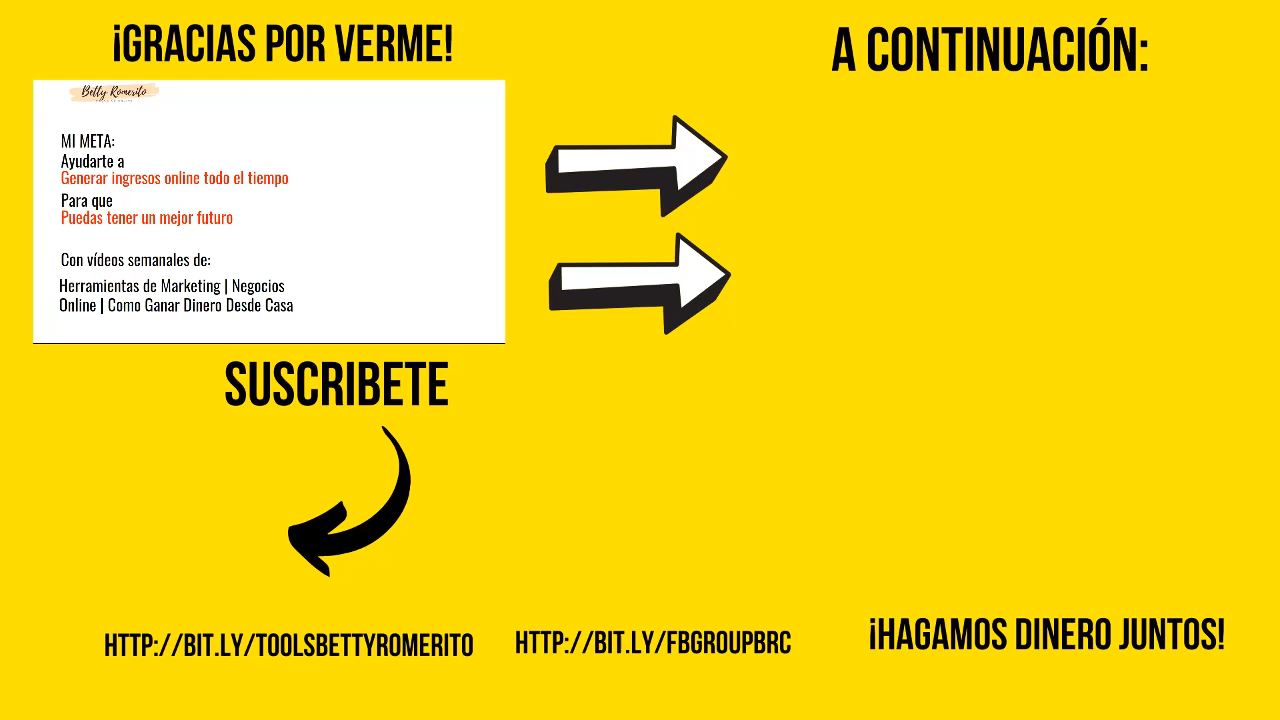 ¡GRACIAS POR VERME!
A CONTINUACIÓN:
Betty Romerito
MI META:
Ayudarte a
Generar ingresos online todo el tiempo
Para que
Puedas tener un mejor futuro
Con vídeos semanales de:
Herramientas de Marketing | Negocios
Online | Como Ganar Dinero Desde Casa
SUSCRIBETE
HTTP://BIT.LY/TOOLSBETTYROMERITO
HTTP://BIT.LY/FBGROUPBRC
¡HAGAMOS DINERO JUNTOS!